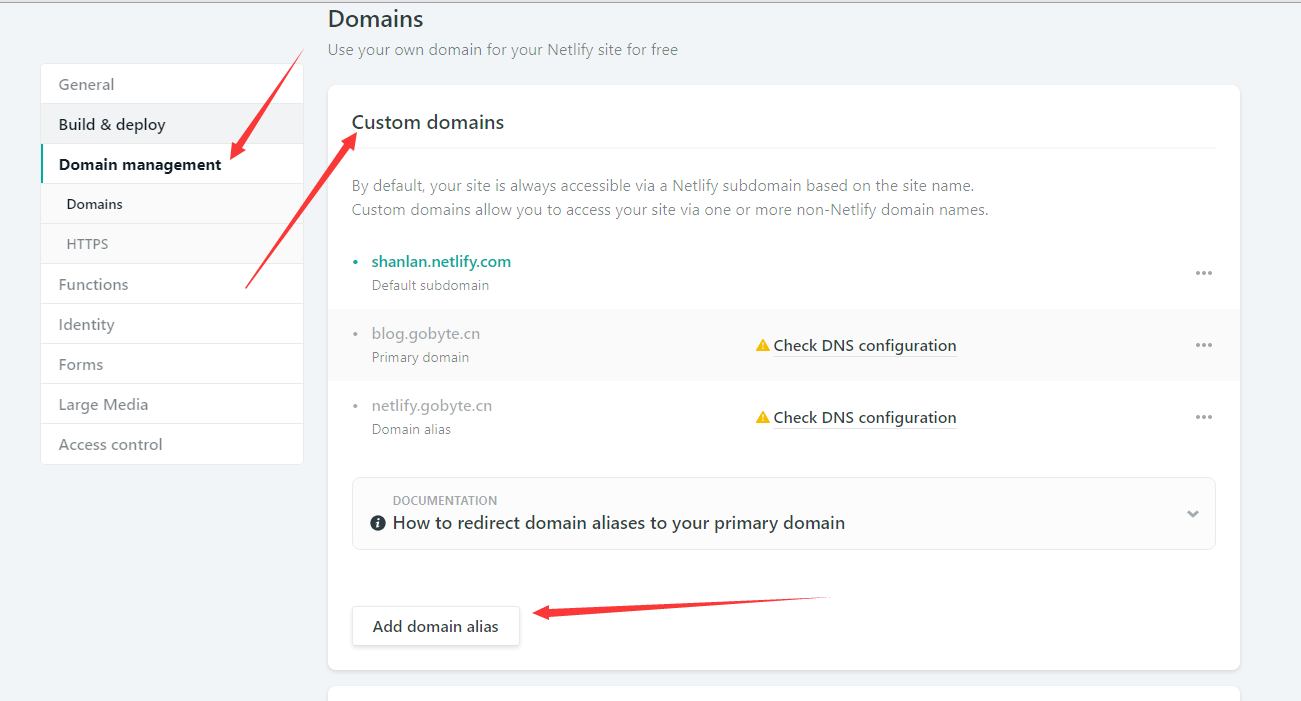 Domains
Use your own domain for your Netlify site for free
General
Build & deploy
Domain management
Domains
HTTPS
Functions
Identity
Forms
Large Media
Access control
Custom domains
By default, your site is always accessible via a Netlify subdomain based on the site name.
Custom domains allow you to access your site via one or more non-Netlify domain names.
shanlan.netlify.com
Default subdomain
blog.gobyte.cn
Primary domain
Check DNS configuration
netlify.gobyte.cn
Domain alias
Check DNS configuration
DOCUMENTATION
How to redirect domain aliases to your primary domain
Add domain alias